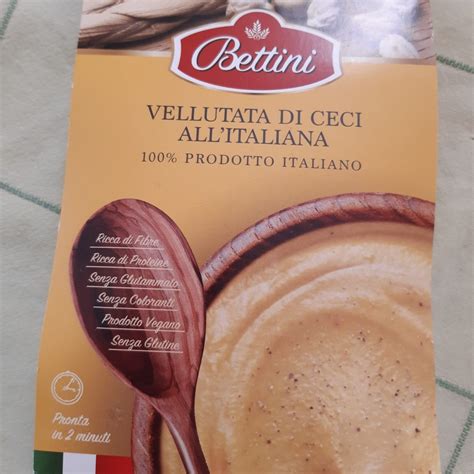 Bettini
VELLUTATA DI CECI
ALL'ITALIANA
100% PRODOTTO ITALIANO
Ricca di Fibre
Ricca di Proteine
Senza Glutammato
Senza Coloranti
Prodotto Vegano
Senza Glutine
Pronta
in 2 minuti